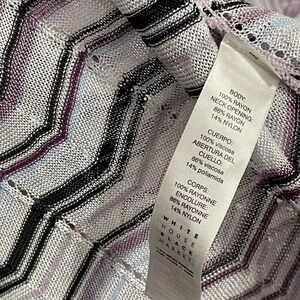 BODY:
100% RAYON
NECK OPENING:
86% RAYON
14% NYLON
CUERPO:
100% viscosa
ABERTURA DEL
CUELLO:
86% viscosa
14% poliamida
CORPS:
100% RAYONNE
ENCOLURE:
86% RAYONNE
14% NYLON
WHITE
HOUSE
BLACK
MARKET